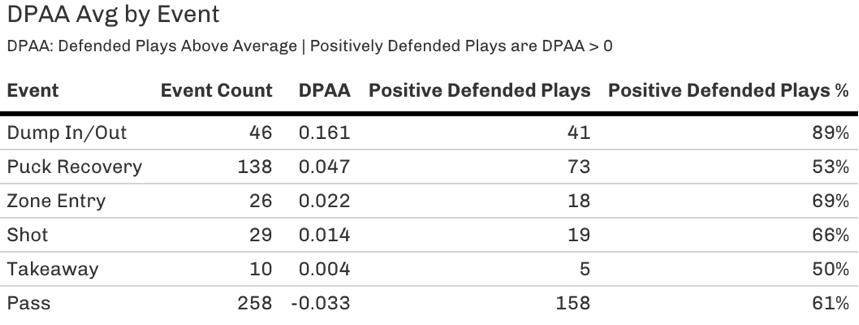 DPAA Avg by Event
DPAA: Defended Plays Above Average | Positively Defended Plays are DPAA > 0
Event Event Count DPAA Positive Defended Plays Positive Defended Plays %
Dump In/Out 46 0.161 41 89%
Puck Recovery 138 0.047 73 53%
Zone Entry 26 0.022 18 69%
Shot 29 0.014 19 66%
Takeaway 10 0.004 5 50%
Pass 258 -0.033 158 61%